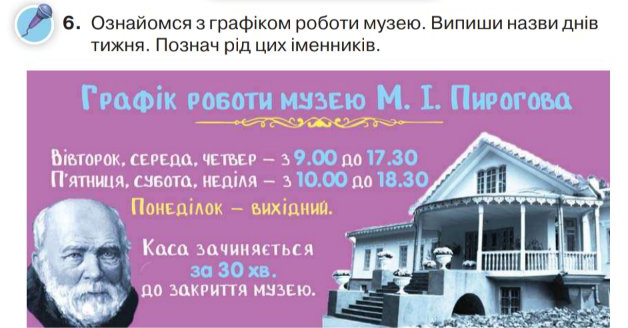 6. Ознайомся з графіком роботи музею. Випиши назви днів
тижня. Познач рід цих іменників.
Графік роботи музею М. І. Пирогова
Вівторок, середа, четвер – з 9.00 до 17.30
П'ятниця, субота, неділя – з 10.00 до 18.30
Понеділок – вихідний.
Каса зачиняється
за 30 хв.
до закриття музею.